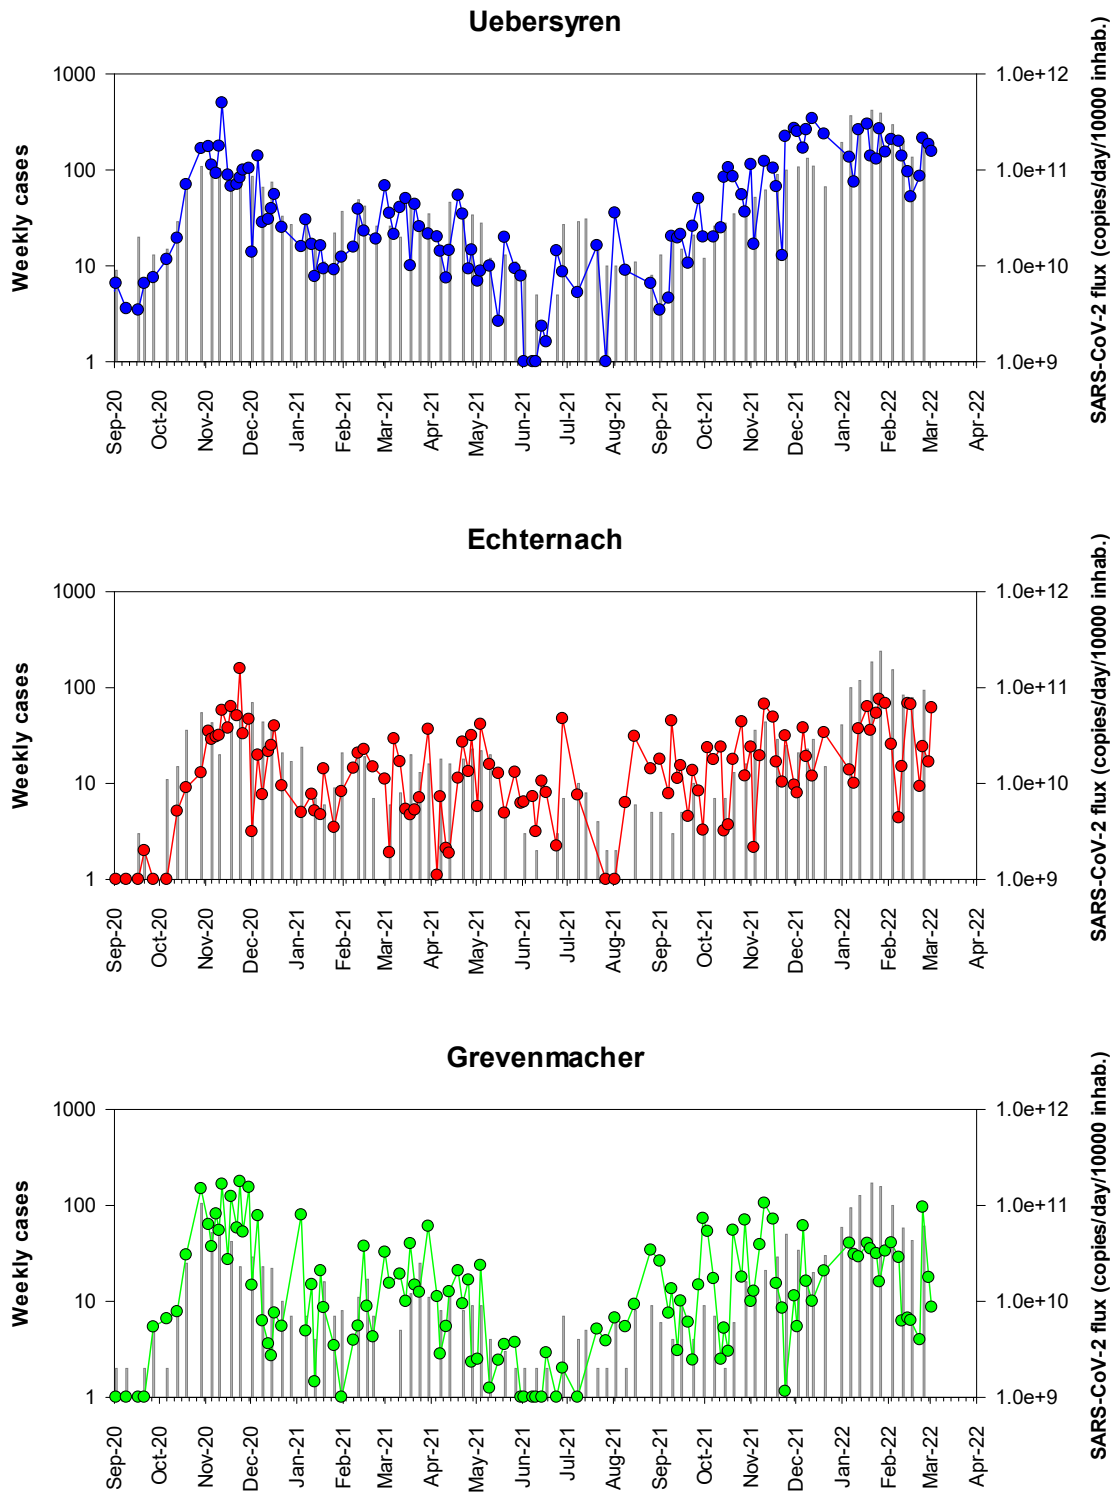 Uebersyren
Weekly cases
SARS-CoV-2 flux (copies/day/10000 inhab.)
1000 1.0e+12
100 1.0e+11
10 1.0e+10
1 1.0e+9
Sep-20 Oct-20 Nov-20 Dec-20 Jan-21 Feb-21 Mar-21 Apr-21 May-21 Jun-21 Jul-21 Aug-21 Sep-21 Oct-21 Nov-21 Dec-21 Jan-22 Feb-22 Mar-22 Apr-22
Echternach
Weekly cases
SARS-CoV-2 flux (copies/day/10000 inhab.)
1000 1.0e+12
100 1.0e+11
10 1.0e+10
1 1.0e+9
Sep-20 Oct-20 Nov-20 Dec-20 Jan-21 Feb-21 Mar-21 Apr-21 May-21 Jun-21 Jul-21 Aug-21 Sep-21 Oct-21 Nov-21 Dec-21 Jan-22 Feb-22 Mar-22 Apr-22
Grevenmacher
Weekly cases
SARS-CoV-2 flux (copies/day/10000 inhab.)
1000 1.0e+12
100 1.0e+11
10 1.0e+10
1 1.0e+9
Sep-20 Oct-20 Nov-20 Dec-20 Jan-21 Feb-21 Mar-21 Apr-21 May-21 Jun-21 Jul-21 Aug-21 Sep-21 Oct-21 Nov-21 Dec-21 Jan-22 Feb-22 Mar-22 Apr-22